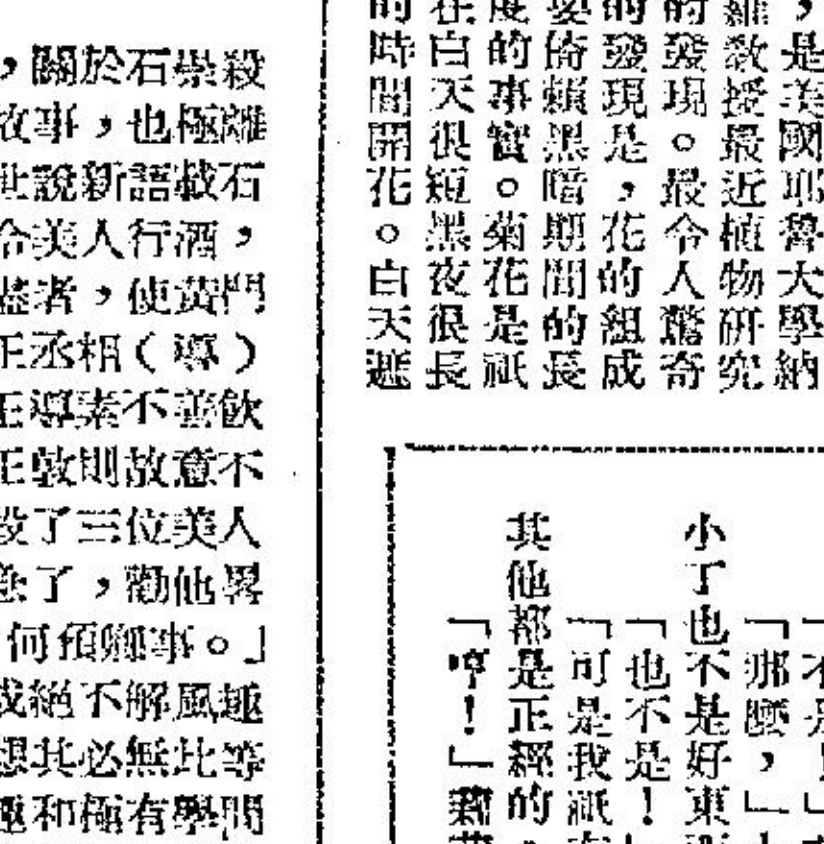 ，是美國耶魯大學納
羅教授最近植物研究
的發現。最令人驚奇
的發現是，花的組成
要倚賴黑暗期間的長
度的事實。菊花是祇
在白天很短黑夜很長
的時間開花。白天遞
「不是！」
「那麼，」
小丁也不是好東
「也不是！」
「可是我祇
其他都是正經的
「哼！」
，關於石崇殺
故事，也極離
世說新語載石
令美人行酒，
盡者，使黃門
王丞相（導）
王導素不善飲
王敦則故意不
殺了三位美人
急了，勸他畧
何預卿事。」
或絕不解風趣
想其必無此等
趣和極有學問